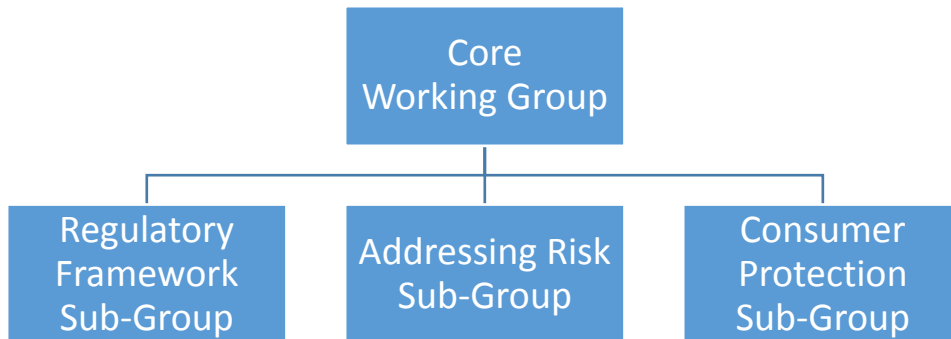 Core
Working Group
Regulatory
Framework
Sub-Group
Addressing Risk
Sub-Group
Consumer
Protection
Sub-Group